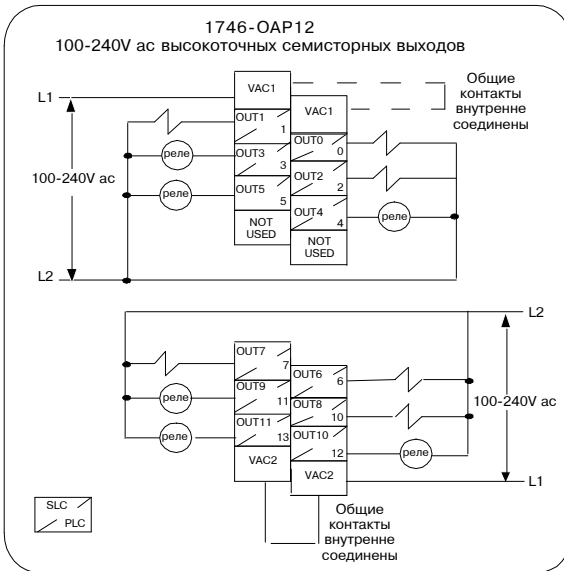 1746-OAP12
100-240V ac высокоточных семисторных выходов
VAC1
Общие
контакты
внутренне
соединены
L1
VAC1
OUT1
1
OUT0
0
реле
OUT3
3
100-240V ac
OUT2
2
реле
OUT5
5
OUT4
4
реле
NOT
USED
NOT
USED
L2
L2
OUT7
7
OUT6
6
реле
OUT9
11
OUT8
10
100-240V ac
реле
OUT11
13
OUT10
12
реле
VAC2
VAC2
L1
SLC
PLC
Общие
контакты
внутренне
соединены